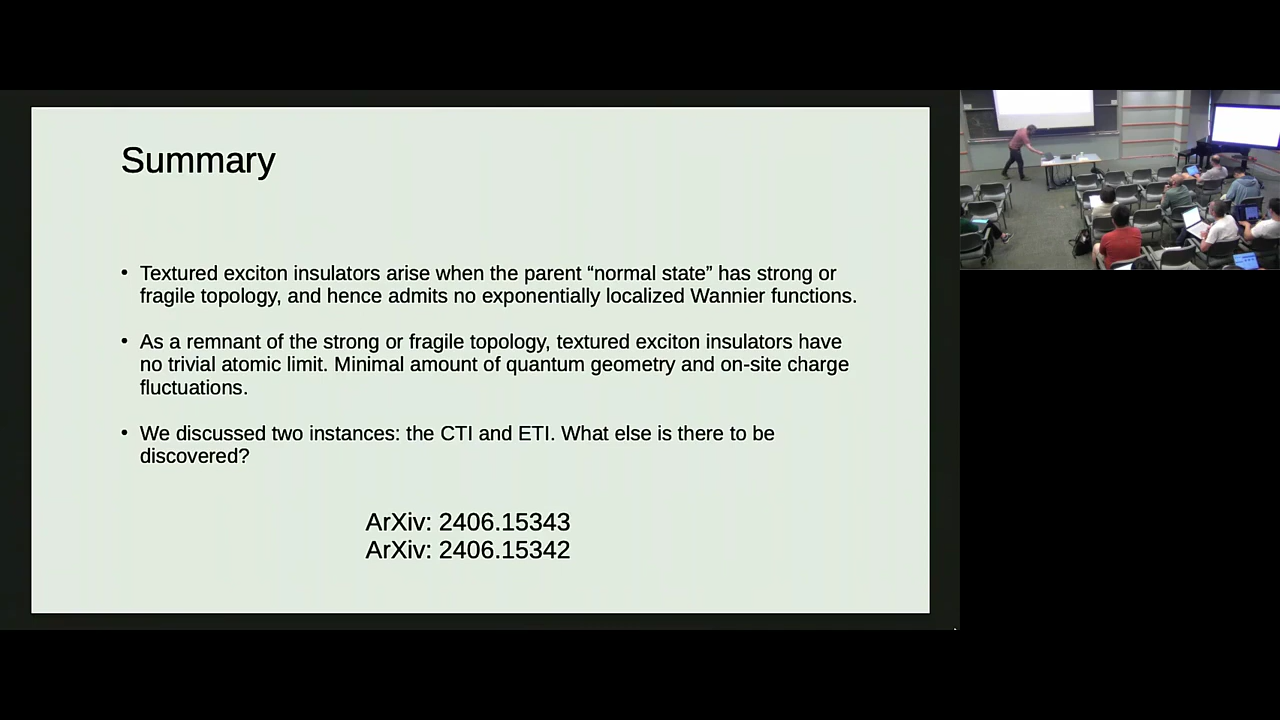 Summary
• Textured exciton insulators arise when the parent “normal state” has strong or
fragile topology, and hence admits no exponentially localized Wannier functions.
• As a remnant of the strong or fragile topology, textured exciton insulators have
no trivial atomic limit. Minimal amount of quantum geometry and on-site charge
fluctuations.
• We discussed two instances: the CTI and ETI. What else is there to be
discovered?
ArXiv: 2406.15343
ArXiv: 2406.15342